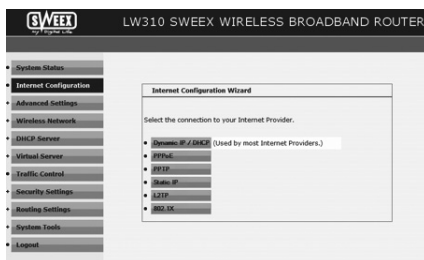 SWEEX
my * Digital Life
LW310 SWEEX WIRELESS BROADBAND ROUTER
System Status
Internet Configuration
Advanced Settings
Wireless Network
DHCP Server
Virtual Server
Traffic Control
Security Settings
Routing Settings
System Tools
Logout
Internet Configuration Wizard
Select the connection to your Internet Provider.
Dynamic IP / DHCP (Used by most Internet Providers.)
PPPoE
PPTP
Static IP
L2TP
802.1X